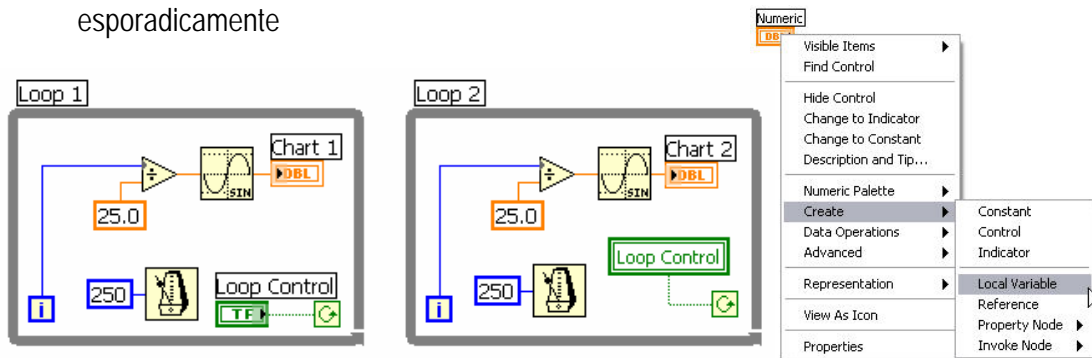 esporadicamente
Loop 1
Chart 1
DBL
÷
SIN
25.0
250
Loop Control
TF
i
Loop 2
Chart 2
DBL
÷
SIN
25.0
Loop Control
250
i
Numeric
DBL
Visible Items
Find Control
Hide Control
Change to Indicator
Change to Constant
Description and Tip...
Numeric Palette
Create
Data Operations
Advanced
Representation
View As Icon
Properties
Constant
Control
Indicator
Local Variable
Reference
Property Node
Invoke Node